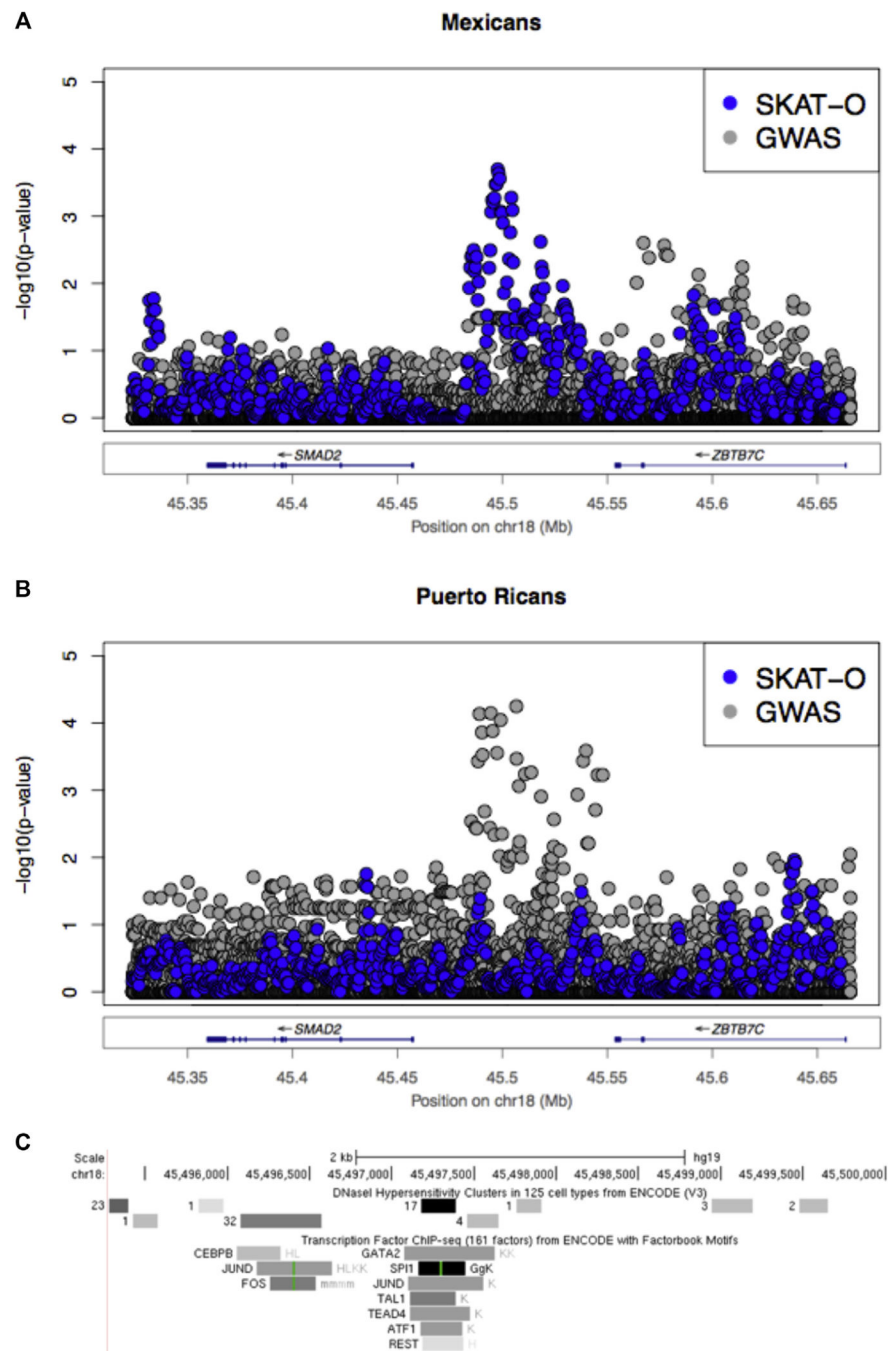 A
Mexicans
5
4
3
2
1
0
-log10(p-value)
SKAT-O
GWAS
←SMAD2
←ZBTB7C
45.35 45.4 45.45 45.5 45.55 45.6 45.65
Position on chr18 (Mb)
B
Puerto Ricans
5
4
3
2
1
0
-log10(p-value)
SKAT-O
GWAS
←SMAD2
←ZBTB7C
45.35 45.4 45.45 45.5 45.55 45.6 45.65
Position on chr18 (Mb)
C
Scale 2 kb hg19
chr18: 45,496,000 45,496,500 45,497,000 45,497,500 45,498,000 45,498,500 45,499,000 45,499,500 45,500,000
DNaseI Hypersensitivity Clusters in 125 cell types from ENCODE (V3)
23 1 17 1 3 2
1 32 4
Transcription Factor ChIP-seq (161 factors) from ENCODE with Factorbook Motifs
CEBPB HL GATA2 KK
JUND HLKK SPI1 GgK
FOS mmmm JUND K
TAL1 K
TEAD4 K
ATF1 K
REST H